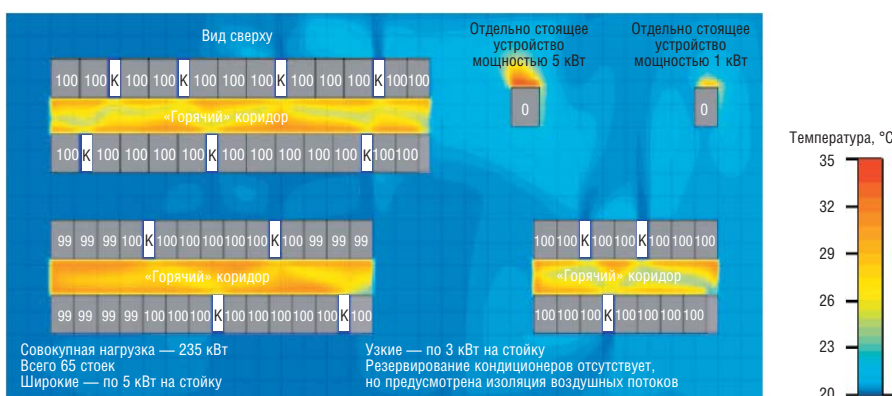 Вид сверху
Отдельно стоящее
устройство
мощностью 5 кВт
Отдельно стоящее
устройство
мощностью 1 кВт
100 100 K 100 100 K 100 100 100 K 100 100 100 K 100 100
0
0
«Горячий» коридор
100 K 100 100 100 100 K 100 100 100 100 100 K 100 100
99 99 99 100 K 100 100 100 100 100 K 100 99 99 99
«Горячий» коридор
99 99 99 99 100 100 100 K 100 100 100 100 100 K 100
100 100 K 100 100 K 100 100 100
«Горячий» коридор
100 100 100 K 100 100 100 100
Совокупная нагрузка — 235 кВт
Всего 65 стоек
Широкие — по 5 кВт на стойку
Узкие — по 3 кВт на стойку
Резервирование кондиционеров отсутствует,
но предусмотрена изоляция воздушных потоков
Температура, °C
35
32
29
26
23
20